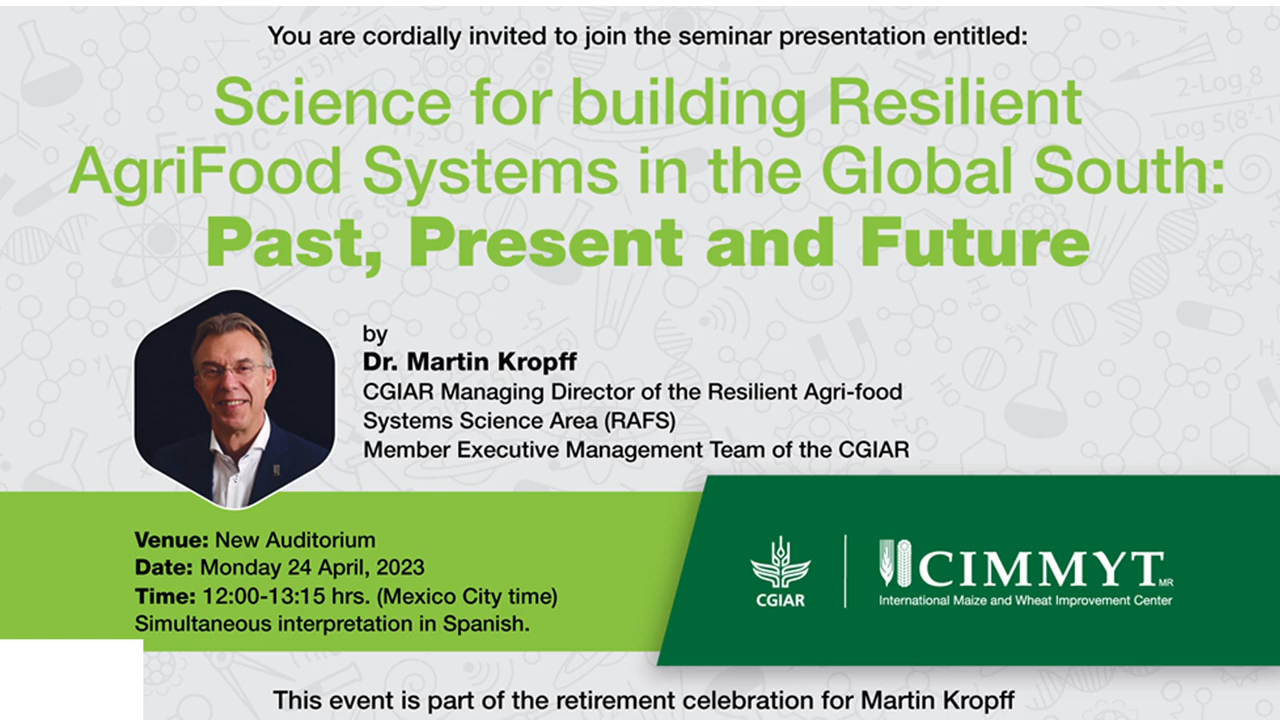 You are cordially invited to join the seminar presentation entitled:
Science for building Resilient
AgriFood Systems in the Global South:
Past, Present and Future
by
Dr. Martin Kropff
CGIAR Managing Director of the Resilient Agri-food
Systems Science Area (RAFS)
Member Executive Management Team of the CGIAR
Venue: New Auditorium
Date: Monday 24 April, 2023
Time: 12:00-13:15 hrs. (Mexico City time)
Simultaneous interpretation in Spanish.
CGIAR
CIMMYT MR
International Maize and Wheat Improvement Center
This event is part of the retirement celebration for Martin Kropff